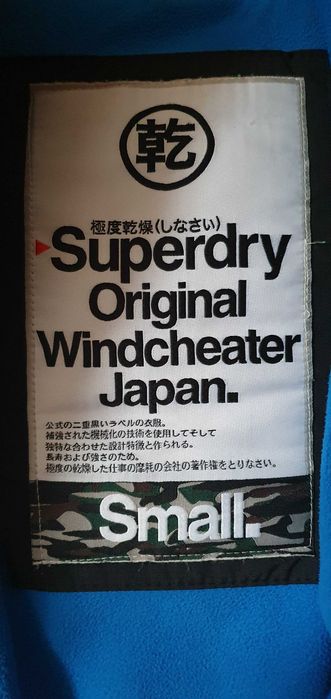 乾
極度乾燥(しなさい)
Superdry
Original
Windcheater
Japan.
公式の二重黒いラベルの衣服。
補強された機械化の技術を使用してそして
独特な合わせた設計特徴と作られる。
長寿および強さのため。
極度の乾燥した仕事の摩耗の会社の著作権をとりなさい。
Small.